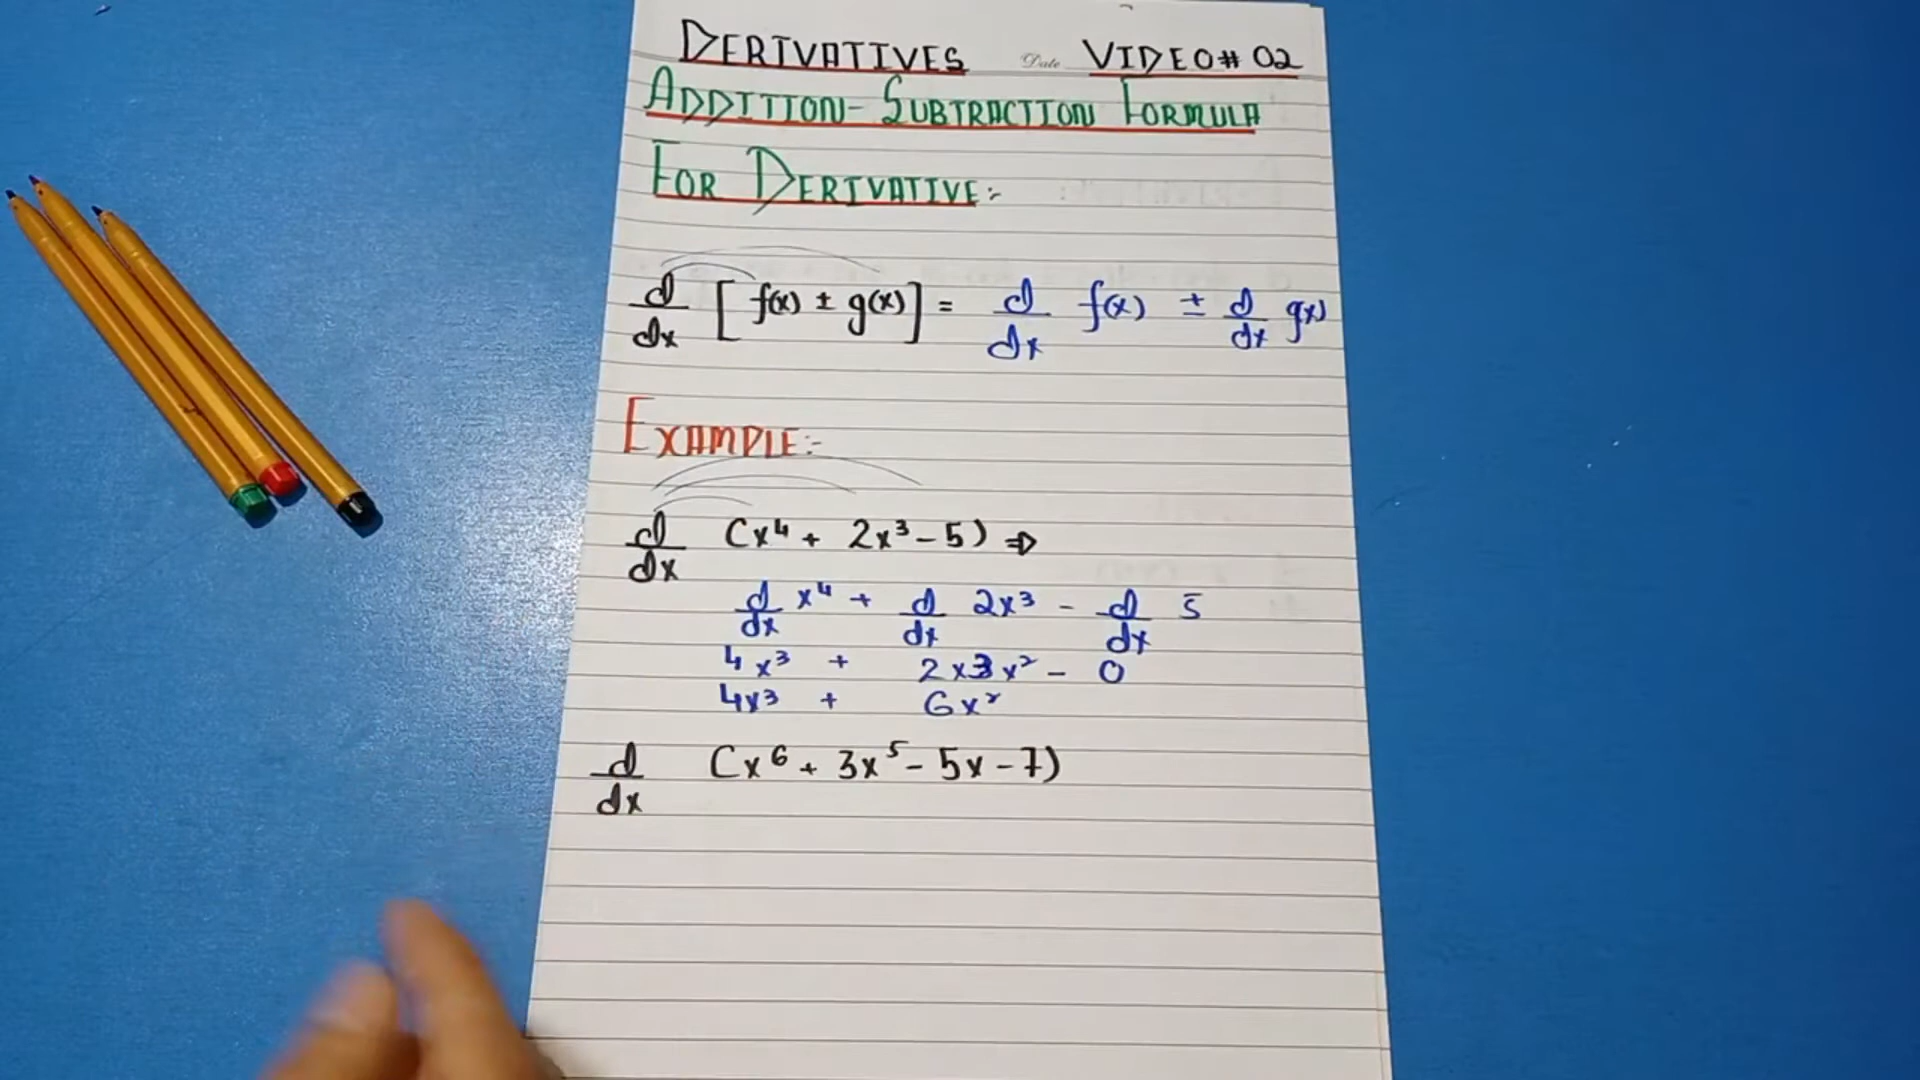 DERIVATIVES Date VIDEO# 02
ADDITION-SUBTRACTION FORMULA
FOR DERIVATIVE:-
d/dx [f(x) ± g(x)] = d/dx f(x) ± d/dx g(x)
EXAMPLE:-
d/dx (x⁴ + 2x³ - 5) ⇒
d/dx x⁴ + d/dx 2x³ - d/dx 5
4x³ + 2x3x² - 0
4x³ + 6x²
d/dx (x⁶ + 3x⁵ - 5x - 7)